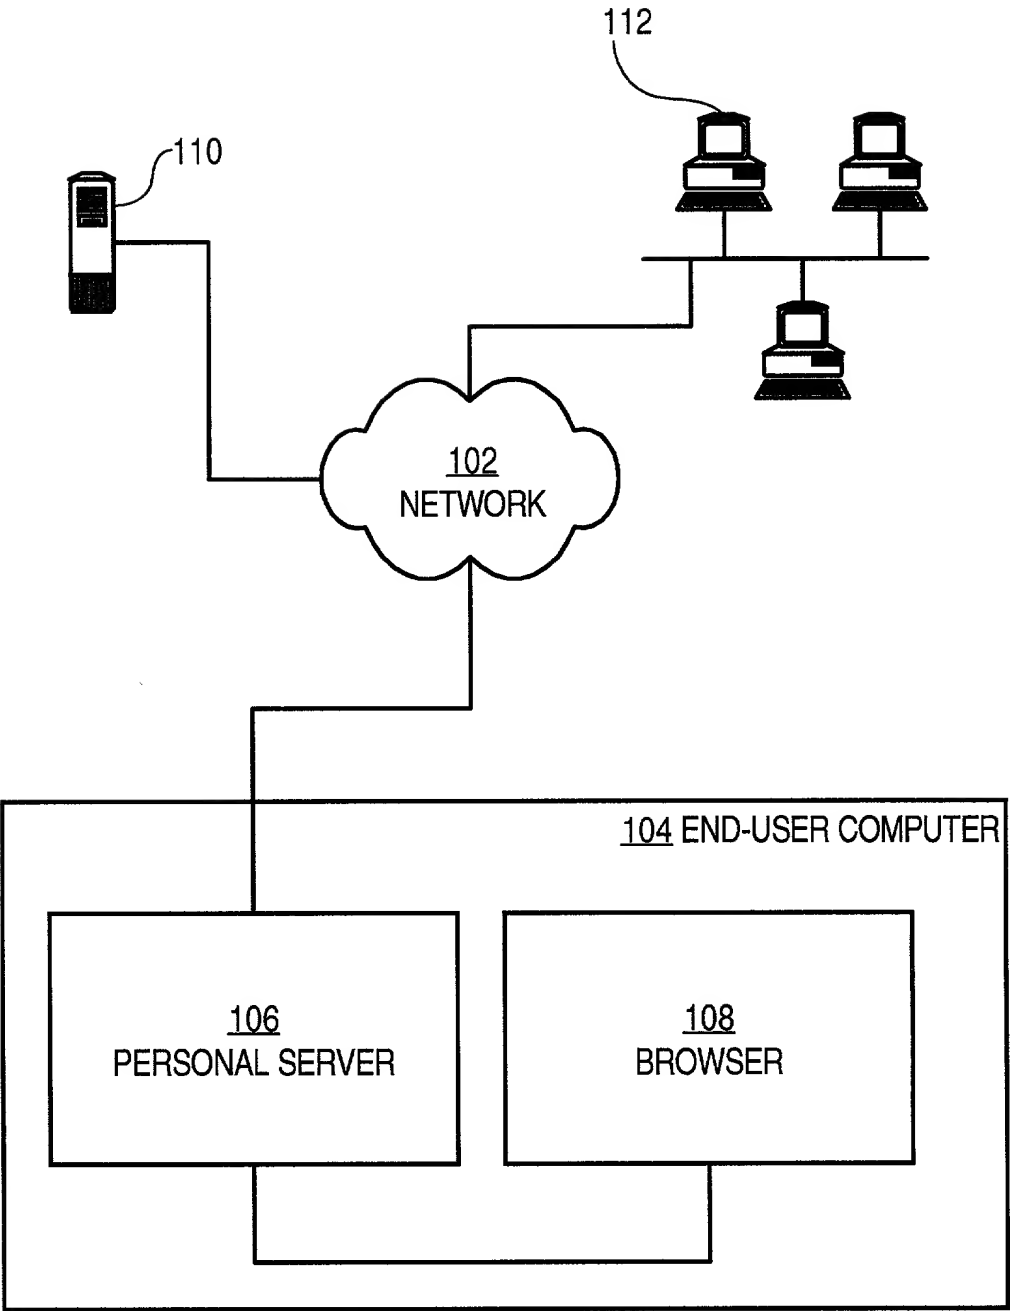 112
110
102
NETWORK
104 END-USER COMPUTER
106
PERSONAL SERVER
108
BROWSER